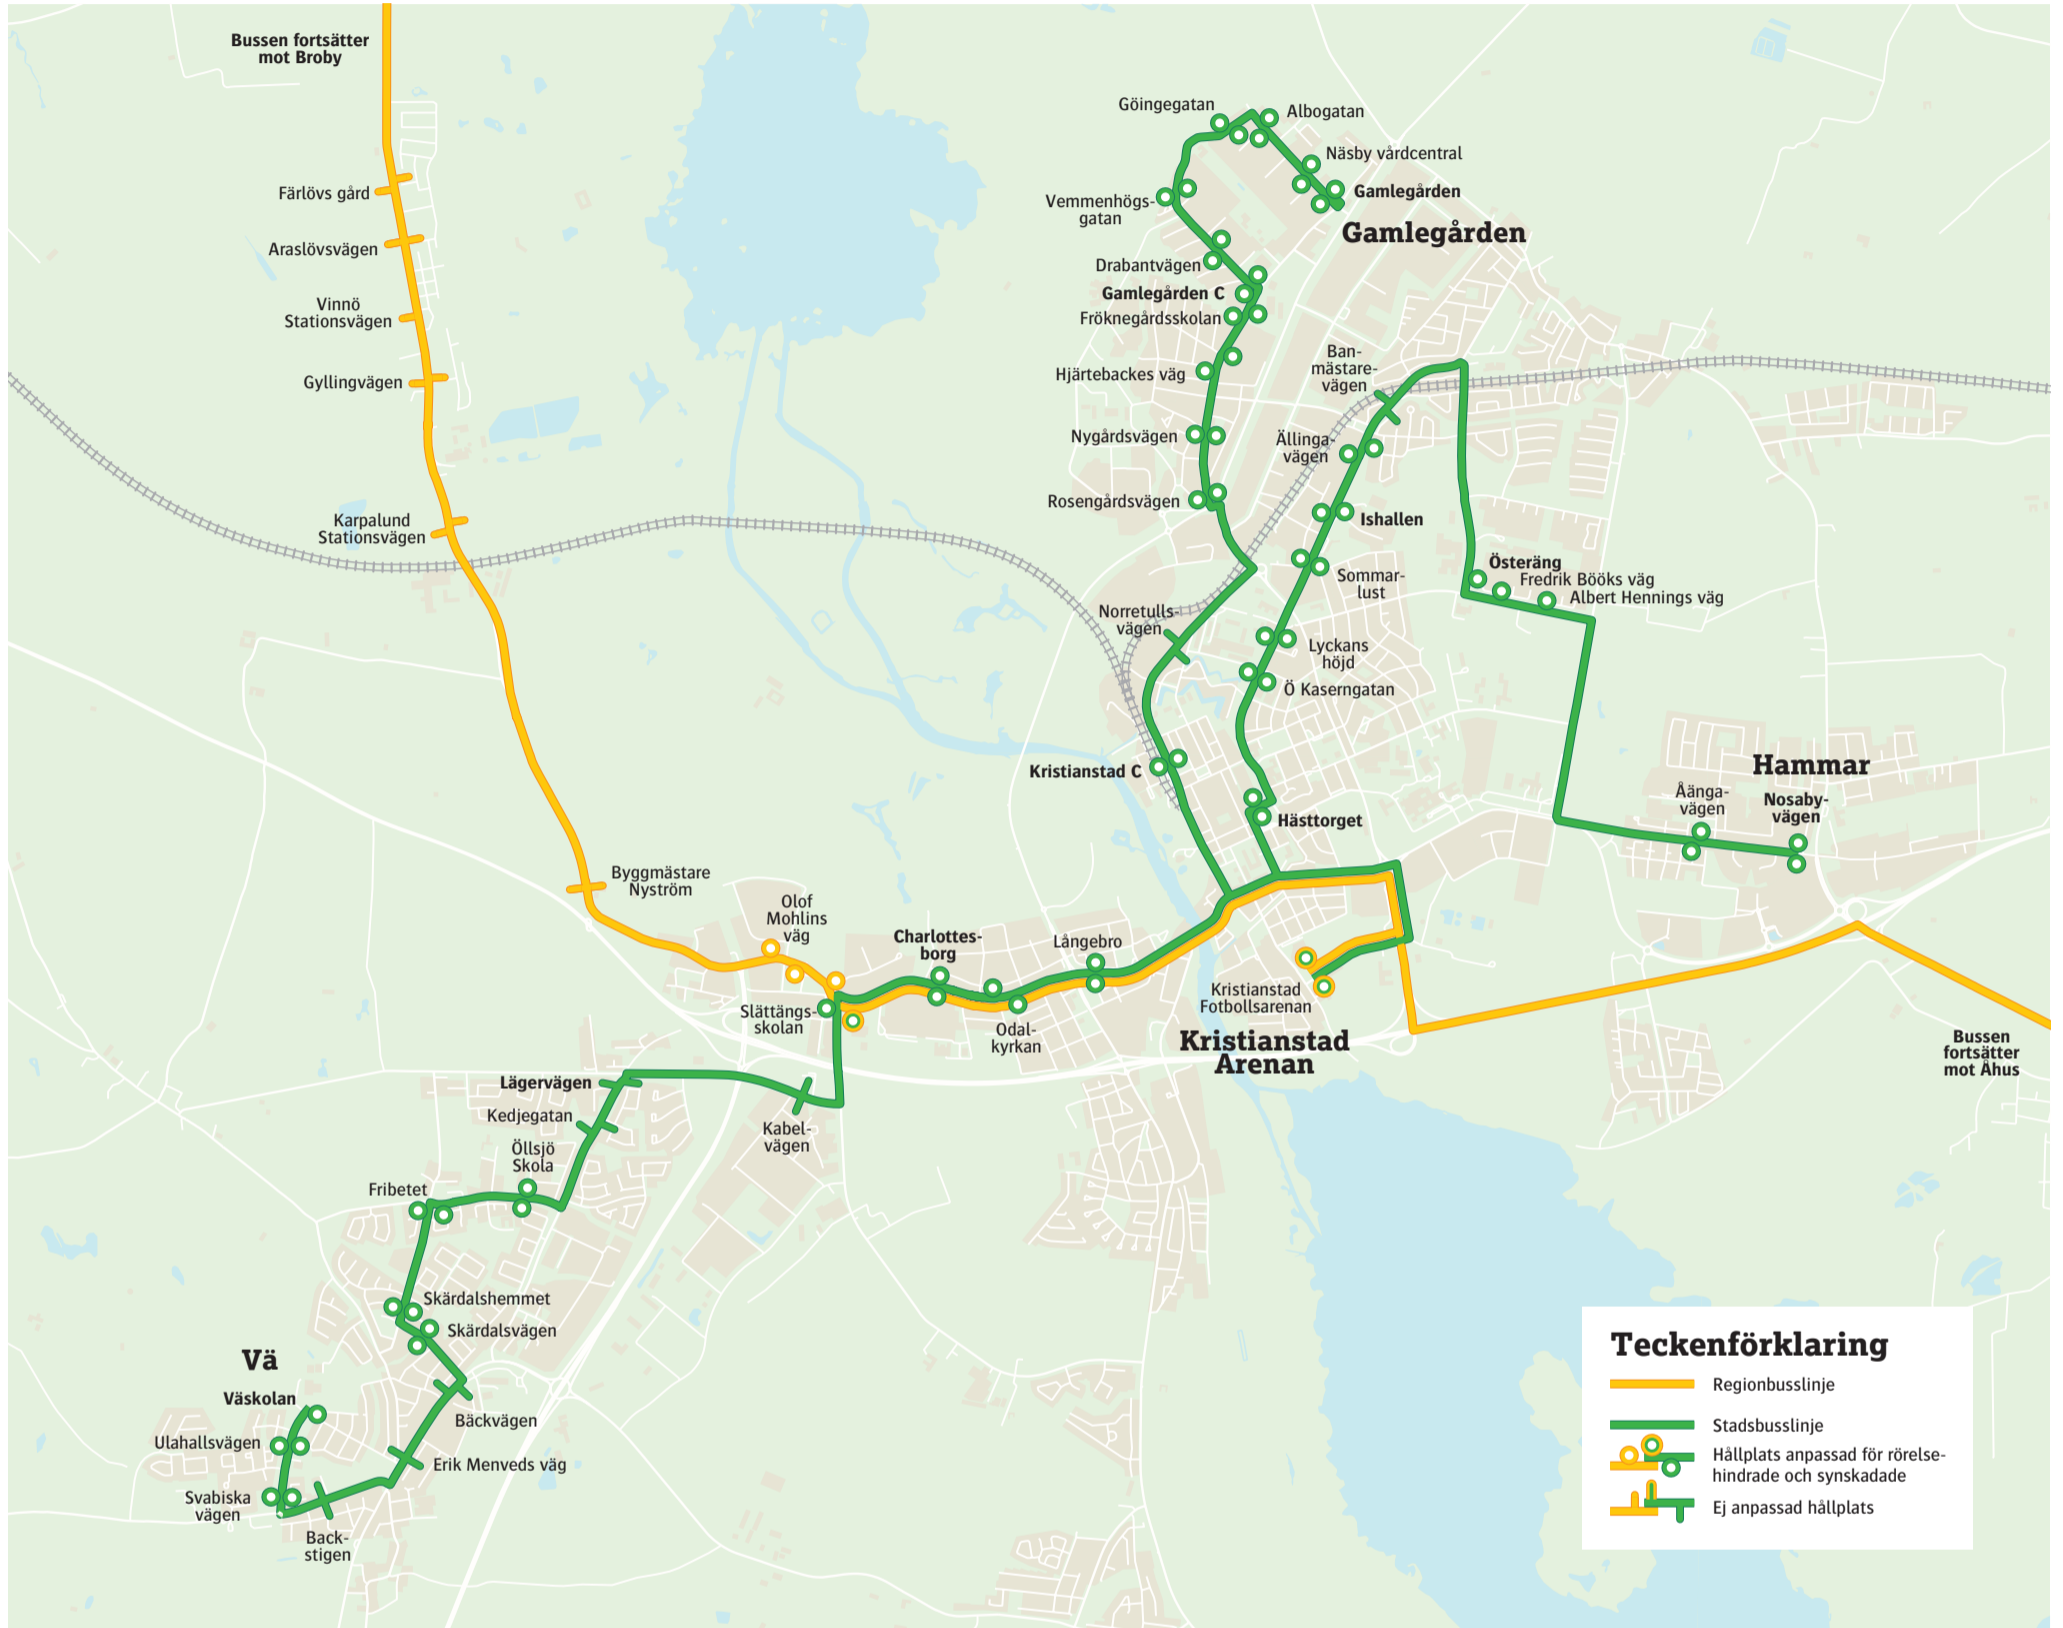 Bussen fortsätter
mot Broby
Färlövs gård
Araslövsvägen
Vinnö
Stationsvägen
Gyllingvägen
Karpalund
Stationsvägen
Byggmästare
Nyström
Olof
Mohlins
väg
Charlottes-
borg
Långebro
Slättängs-
skolan
Odal-
kyrkan
Göingegatan
Albogatan
Näsby vårdcentral
Gamlegården
Gamlegården
Vemmenhögs-
gatan
Drabantvägen
Gamlegården C
Fröknegårdsskolan
Hjärtebackes väg
Nygårdsvägen
Rosengårdsvägen
Norretulls-
vägen
Kristianstad C
Ban-
mästare-
vägen
Ällinga-
vägen
Ishallen
Sommar-
lust
Lyckans
höjd
Ö Kaserngatan
Hästtorget
Österäng
Fredrik Bööks väg
Albert Hennings väg
Hammar
Åänga-
vägen
Nosaby-
vägen
Kristianstad
Fotbollsarenan
Kristianstad
Arenan
Bussen
fortsätter
mot Åhus
Lägervägen
Kedjegatan
Öllsjö
Skola
Kabel-
vägen
Fribetet
Skärdalshemmet
Skärdalsvägen
Vä
Väskolan
Bäckvägen
Ulahallsvägen
Erik Menveds väg
Svabiska
vägen
Back-
stigen
Teckenförklaring
Regionbusslinje
Stadsbusslinje
Hållplats anpassad för rörelse-
hindrade och synskadade
Ej anpassad hållplats